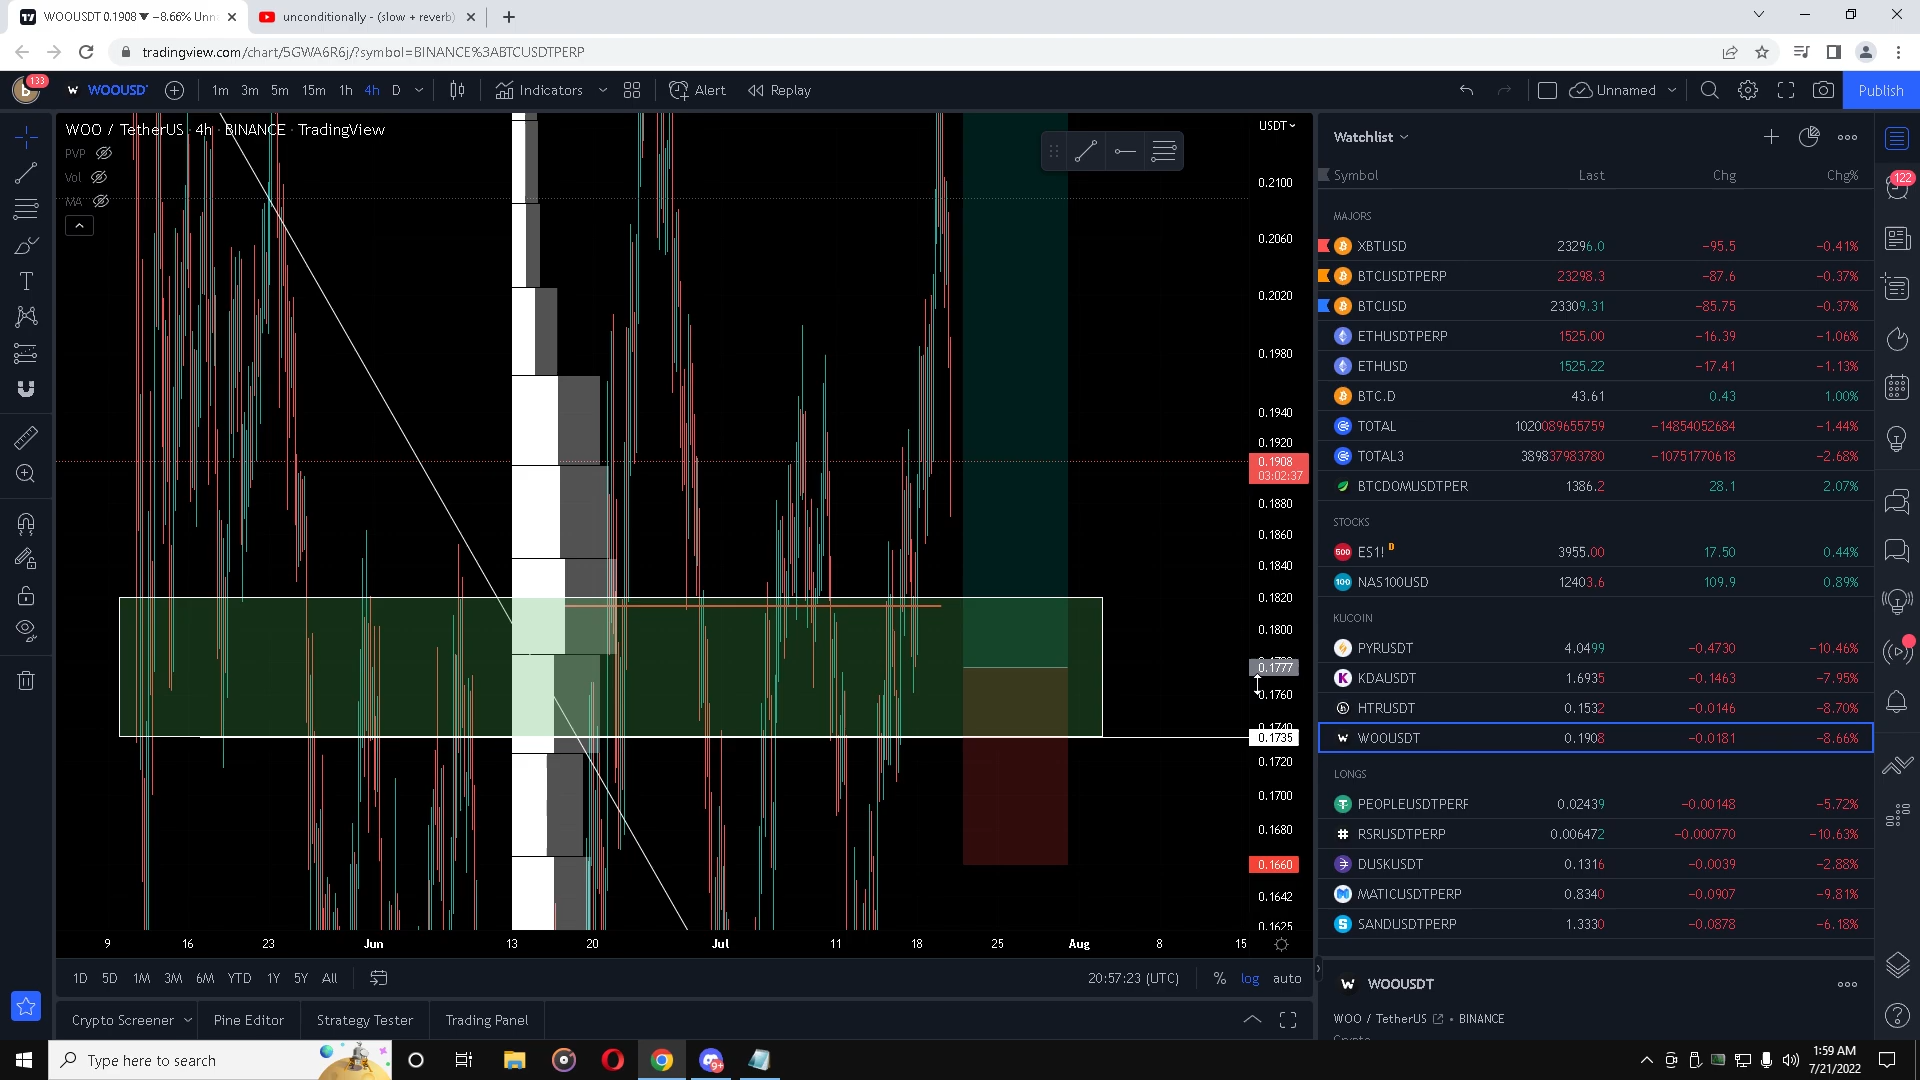 WOOUSDT 0.1908 ▼ −8.66% Unn
unconditionally - (slow + reverb)
tradingview.com/chart/5GWA6R6j/?symbol=BINANCE%3ABTCUSDTPERP
133
WOOUSD
1m 3m 5m 15m 1h 4h D
Indicators
Alert
Replay
Unnamed
Publish
WOO / TetherUS · 4h · BINANCE · TradingView
PVP
Vol
MA
USDT
0.2100
0.2060
0.2020
0.1980
0.1940
0.1920
0.1908
03:02:37
0.1880
0.1860
0.1840
0.1820
0.1800
0.1777
0.1760
0.1740
0.1735
0.1720
0.1700
0.1680
0.1660
0.1642
0.1625
9 16 23 Jun 13 20 Jul 11 18 25 Aug 8 15
1D 5D 1M 3M 6M YTD 1Y 5Y All
20:57:23 (UTC) % log auto
Crypto Screener
Pine Editor
Strategy Tester
Trading Panel
Watchlist
122
Symbol Last Chg Chg%
MAJORS
XBTUSD 23296.0 −95.5 −0.41%
BTCUSDTPERP 23298.3 −87.6 −0.37%
BTCUSD 23309.31 −85.75 −0.37%
ETHUSDTPERP 1525.00 −16.39 −1.06%
ETHUSD 1525.22 −17.41 −1.13%
BTC.D 43.61 0.43 1.00%
TOTAL 1020089655759 −14854052684 −1.44%
TOTAL3 389837983780 −10751770618 −2.68%
BTCDOMUSDTPER 1386.2 28.1 2.07%
STOCKS
500 ES1! D 3955.00 17.50 0.44%
100 NAS100USD 12403.6 109.9 0.89%
KUCOIN
PYRUSDT 4.0499 −0.4730 −10.46%
KDAUSDT 1.6935 −0.1463 −7.95%
HTRUSDT 0.1532 −0.0146 −8.70%
WOOUSDT 0.1908 −0.0181 −8.66%
LONGS
PEOPLEUSDTPERF 0.02439 −0.00148 −5.72%
RSRUSDTPERP 0.006472 −0.000770 −10.63%
DUSKUSDT 0.1316 −0.0039 −2.88%
MATICUSDTPERP 0.8340 −0.0907 −9.81%
SANDUSDTPERP 1.3330 −0.0878 −6.18%
WOOUSDT
WOO / TetherUS • BINANCE
Type here to search
9+
1:59 AM
7/21/2022